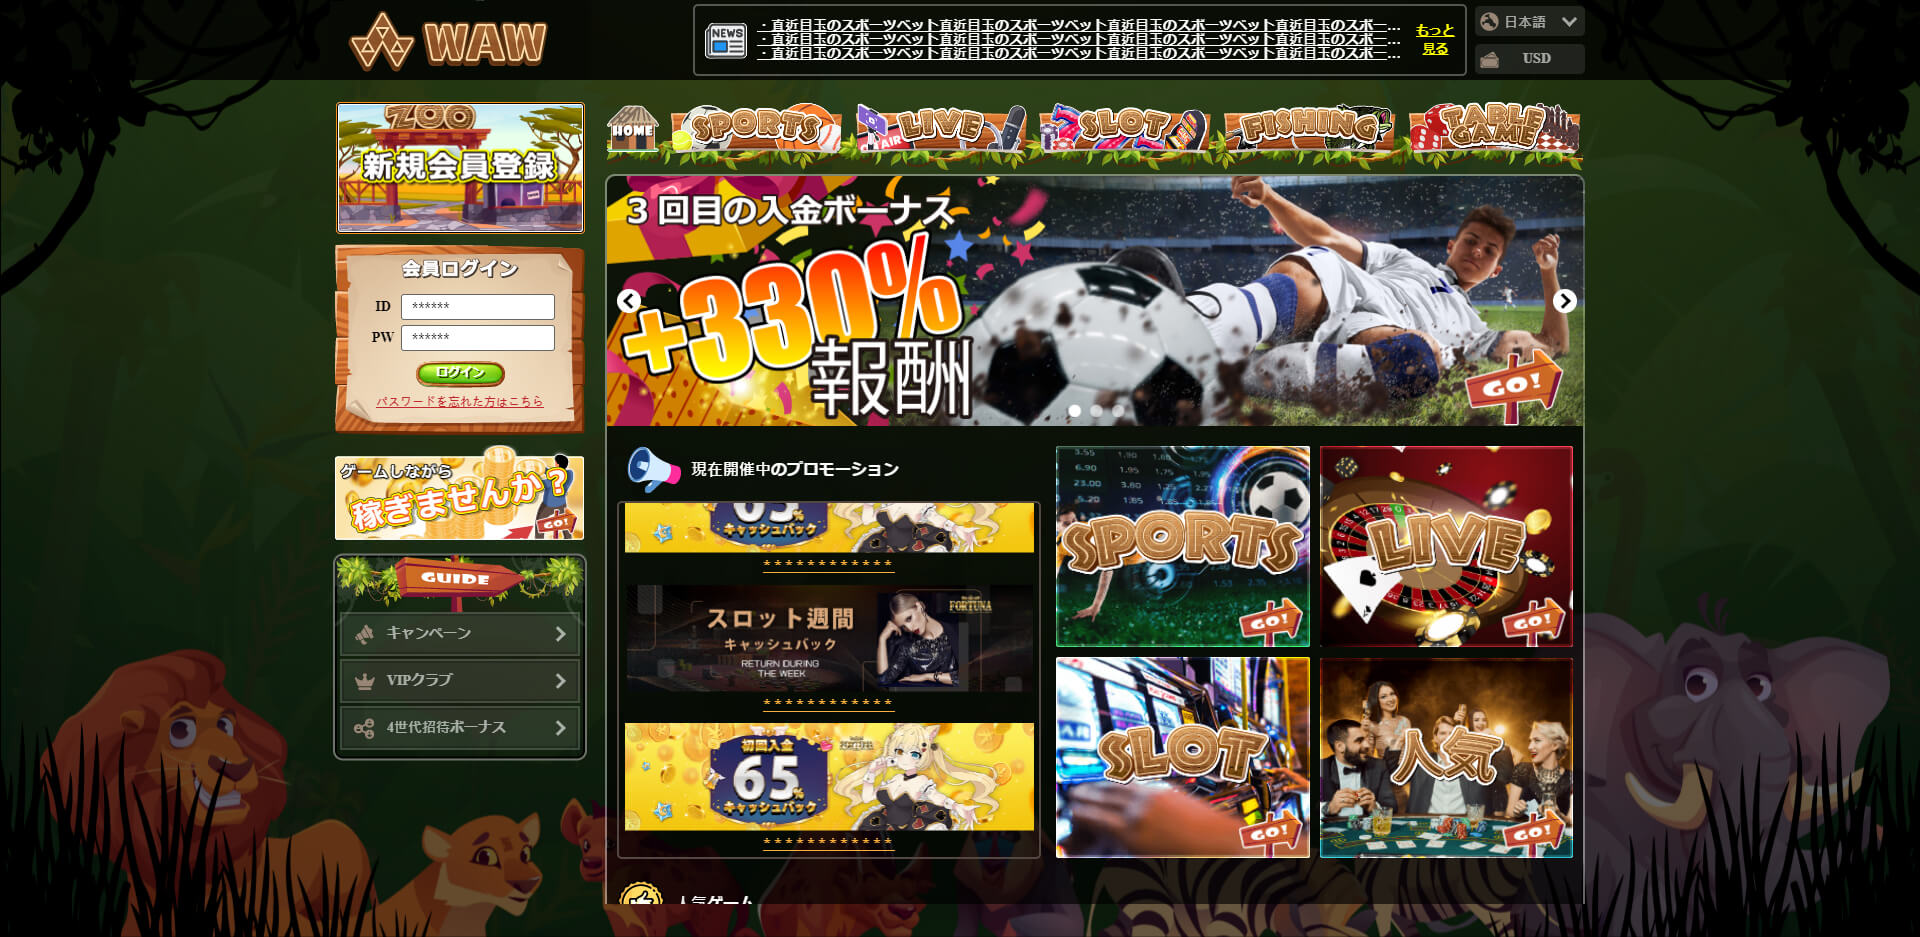 WAW
NEWS
・直近目玉のスポーツベット直近目玉のスポーツベット直近目玉のスポーツベット直近目玉のスポー...
・直近目玉のスポーツベット直近目玉のスポーツベット直近目玉のスポーツベット直近目玉のスポー...
・直近目玉のスポーツベット直近目玉のスポーツベット直近目玉のスポーツベット直近目玉のスポー...
もっと
見る
日本語
USD
ZOO
新規会員登録
HOME
SPORTS
LIVE
AIR
SLOT
FISHING
TABLE
GAME
会員ログイン
ID ******
PW ******
ログイン
パスワードを忘れた方はこちら
3回目の入金ボーナス
+330%
報酬
GO!
ゲームしながら
稼ぎませんか？
GO!
GUIDE
キャンペーン
VIPクラブ
4世代招待ボーナス
現在開催中のプロモーション
65%
キャッシュバック
************
スロット週間
キャッシュバック
RETURN DURING
THE WEEK
FORTUNA
************
初回入金
65%
キャッシュバック
FORTUNA
************
SPORTS
GO!
LIVE
GO!
SLOT
GO!
人気
GO!
人気ゲーム